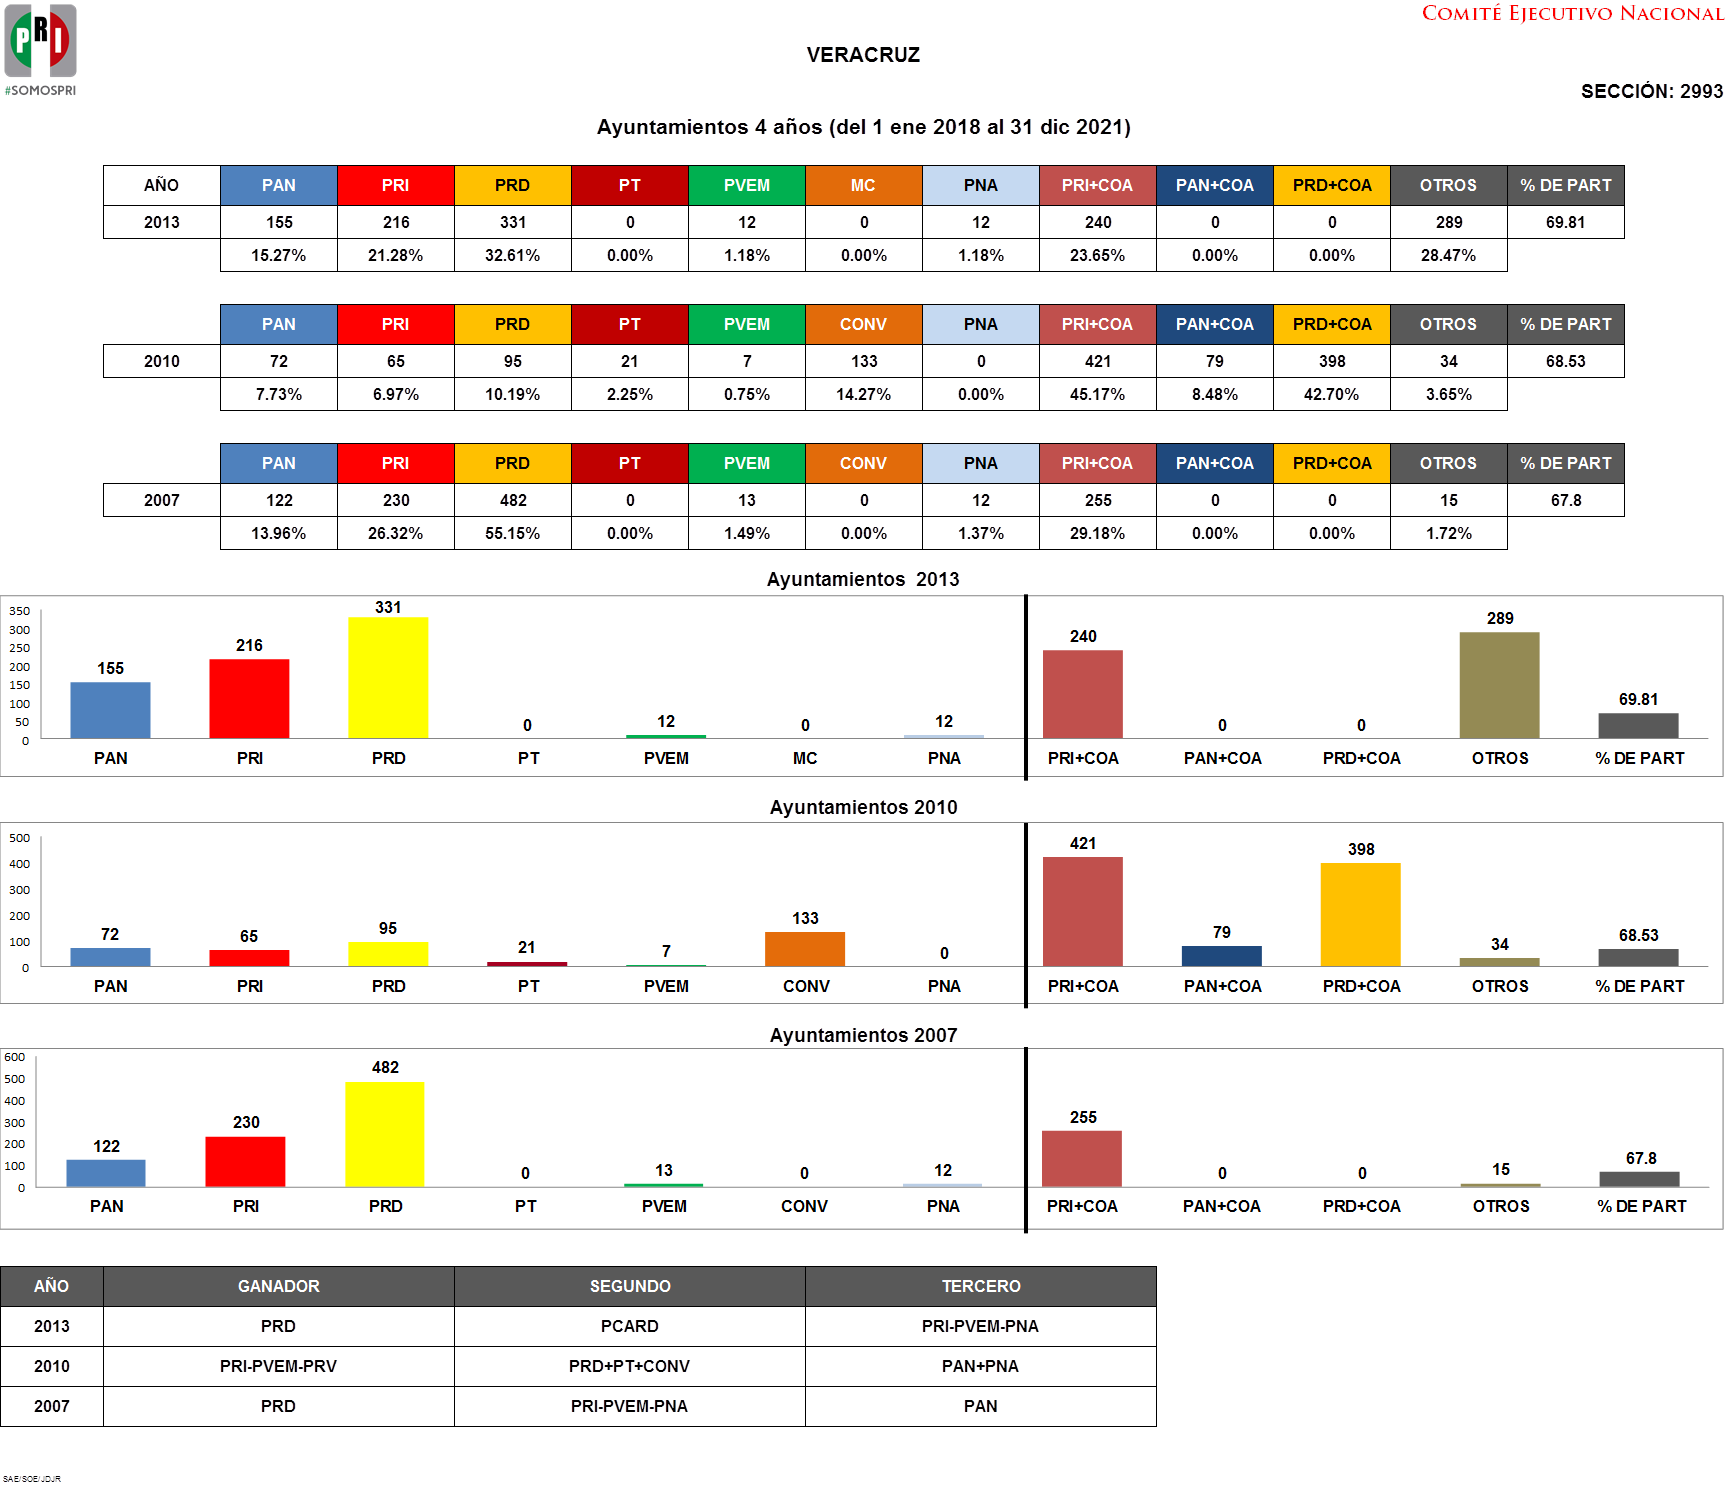 PRI
#SOMOSPRI
COMITÉ EJECUTIVO NACIONAL
VERACRUZ
SECCIÓN: 2993
Ayuntamientos 4 años (del 1 ene 2018 al 31 dic 2021)
AÑO PAN PRI PRD PT PVEM MC PNA PRI+COA PAN+COA PRD+COA OTROS % DE PART
2013 155 216 331 0 12 0 12 240 0 0 289 69.81
15.27% 21.28% 32.61% 0.00% 1.18% 0.00% 1.18% 23.65% 0.00% 0.00% 28.47%
PAN PRI PRD PT PVEM CONV PNA PRI+COA PAN+COA PRD+COA OTROS % DE PART
2010 72 65 95 21 7 133 0 421 79 398 34 68.53
7.73% 6.97% 10.19% 2.25% 0.75% 14.27% 0.00% 45.17% 8.48% 42.70% 3.65%
PAN PRI PRD PT PVEM CONV PNA PRI+COA PAN+COA PRD+COA OTROS % DE PART
2007 122 230 482 0 13 0 12 255 0 0 15 67.8
13.96% 26.32% 55.15% 0.00% 1.49% 0.00% 1.37% 29.18% 0.00% 0.00% 1.72%
Ayuntamientos 2013
350
300
250
200
150
100
50
0
155 216 331 0 12 0 12 240 0 0 289 69.81
PAN PRI PRD PT PVEM MC PNA PRI+COA PAN+COA PRD+COA OTROS % DE PART
Ayuntamientos 2010
500
400
300
200
100
0
72 65 95 21 7 133 0 421 79 398 34 68.53
PAN PRI PRD PT PVEM CONV PNA PRI+COA PAN+COA PRD+COA OTROS % DE PART
Ayuntamientos 2007
600
500
400
300
200
100
0
122 230 482 0 13 0 12 255 0 0 15 67.8
PAN PRI PRD PT PVEM CONV PNA PRI+COA PAN+COA PRD+COA OTROS % DE PART
AÑO GANADOR SEGUNDO TERCERO
2013 PRD PCARD PRI-PVEM-PNA
2010 PRI-PVEM-PRV PRD+PT+CONV PAN+PNA
2007 PRD PRI-PVEM-PNA PAN
SAE/SOE/JDJR